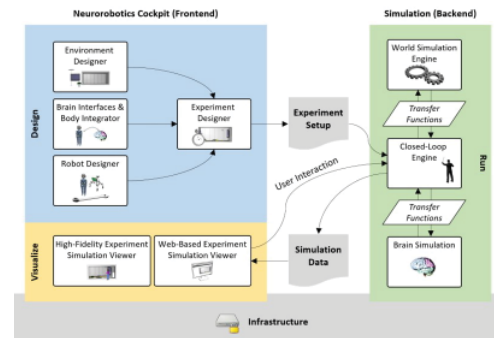 Neurorobotics Cockpit (Frontend)
Simulation (Backend)
Design
Environment
Designer
Brain Interfaces &
Body Integrator
Robot Designer
Experiment
Designer
Experiment
Setup
World Simulation
Engine
Transfer
Functions
Closed-Loop
Engine
Run
Transfer
Functions
Brain Simulation
User Interaction
Visualize
High-Fidelity Experiment
Simulation Viewer
Web-Based Experiment
Simulation Viewer
Simulation
Data
Infrastructure